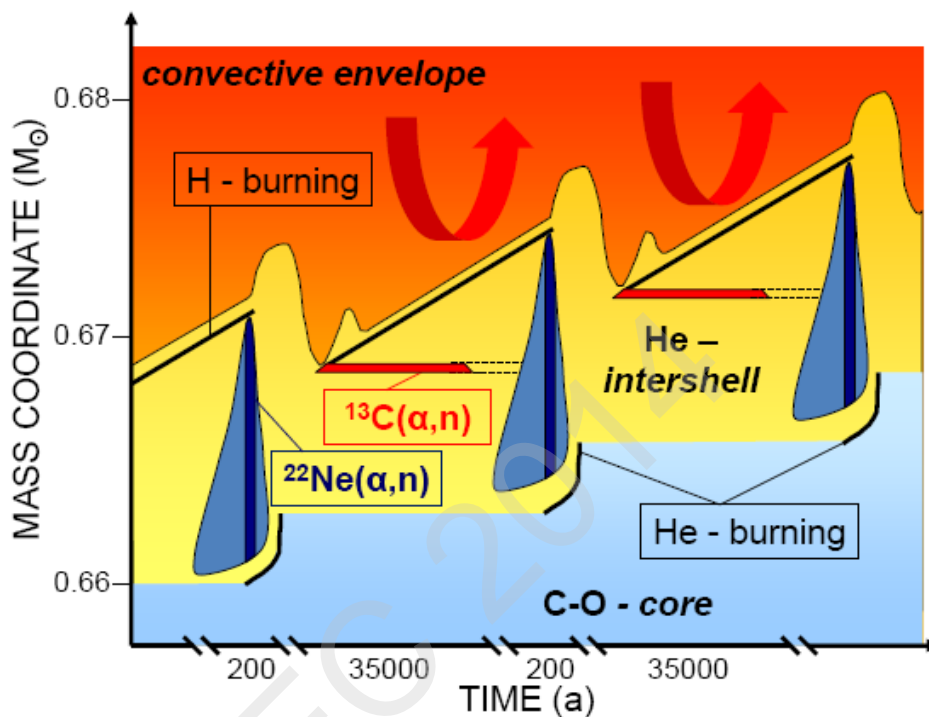 convective envelope
0.68
H - burning
MASS COORDINATE (M⊙)
0.67
He –
intershell
¹³C(α,n)
²²Ne(α,n)
He - burning
0.66
C-O - core
200 35000 200 35000
TIME (a)